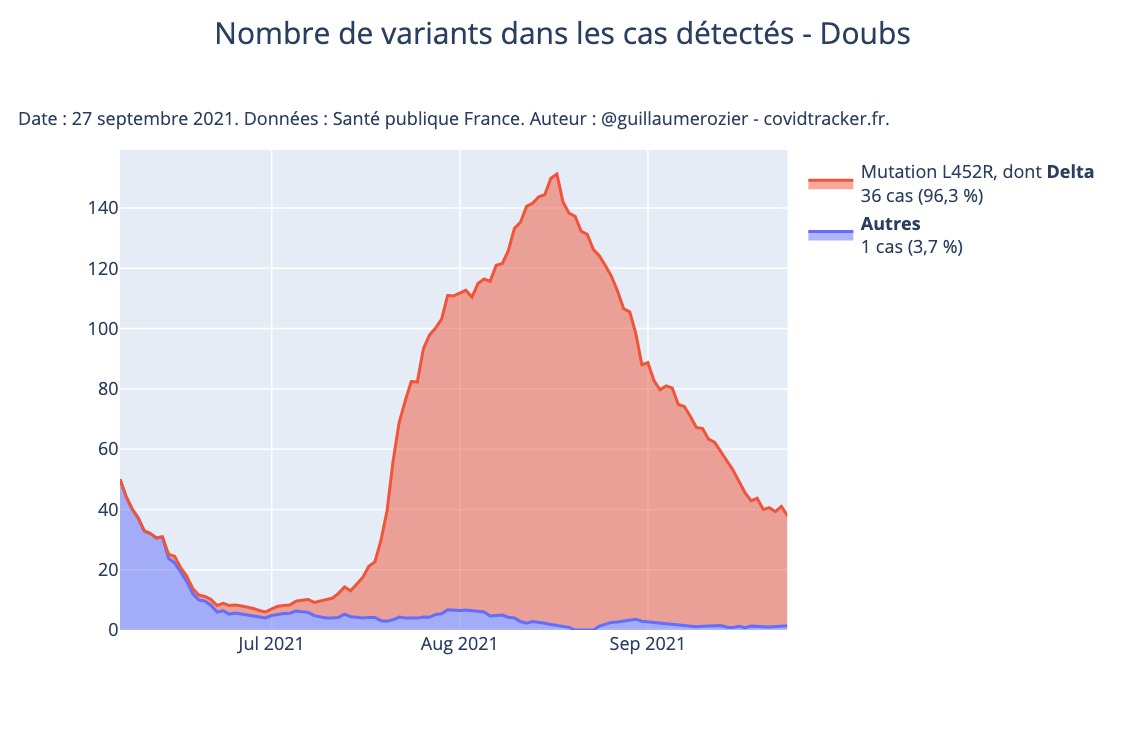 Nombre de variants dans les cas détectés - Doubs
Date : 27 septembre 2021. Données : Santé publique France. Auteur : @guillaumerozier - covidtracker.fr.
Mutation L452R, dont Delta
36 cas (96,3 %)
Autres
1 cas (3,7 %)
140
120
100
80
60
40
20
0
Jul 2021
Aug 2021
Sep 2021